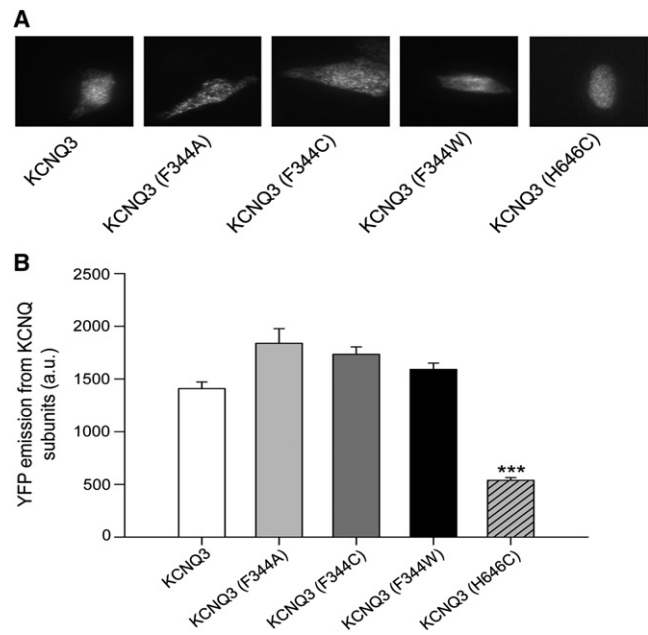 A
KCNQ3
KCNQ3 (F344A)
KCNQ3 (F344C)
KCNQ3 (F344W)
KCNQ3 (H646C)
B
YFP emission from KCNQ
subunits (a.u.)
2500
2000
1500
1000
500
0
***
KCNQ3
KCNQ3 (F344A)
KCNQ3 (F344C)
KCNQ3 (F344W)
KCNQ3 (H646C)